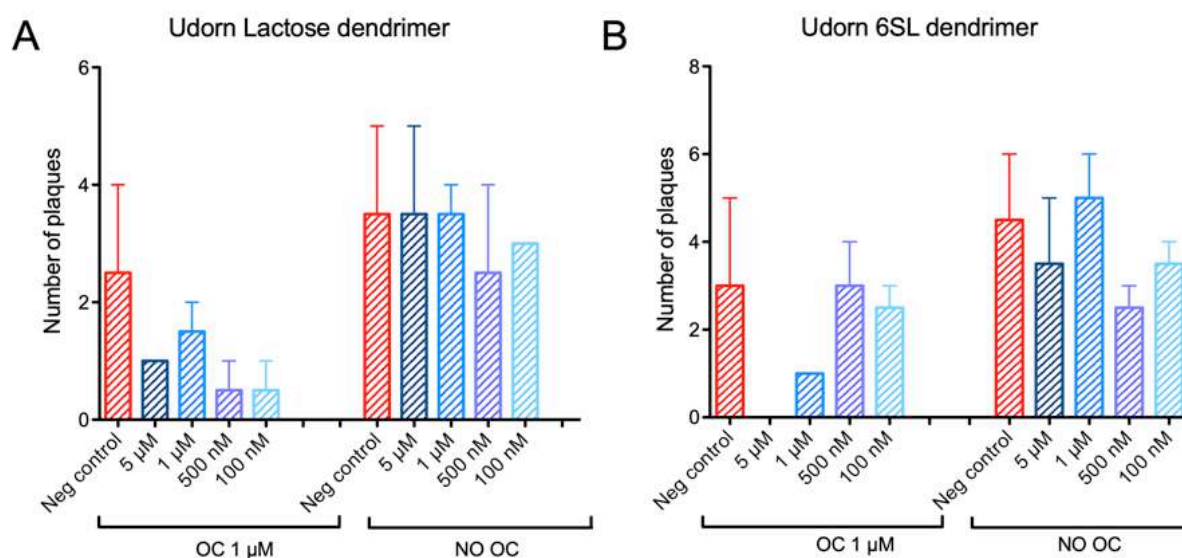 A
Udorn Lactose dendrimer
Number of plaques
6
4
2
0
Neg control
5 µM
1 µM
500 nM
100 nM
Neg control
5 µM
1 µM
500 nM
100 nM
OC 1 µM
NO OC
B
Udorn 6SL dendrimer
Number of plaques
8
6
4
2
0
Neg control
5 µM
1 µM
500 nM
100 nM
Neg control
5 µM
1 µM
500 nM
100 nM
OC 1 µM
NO OC